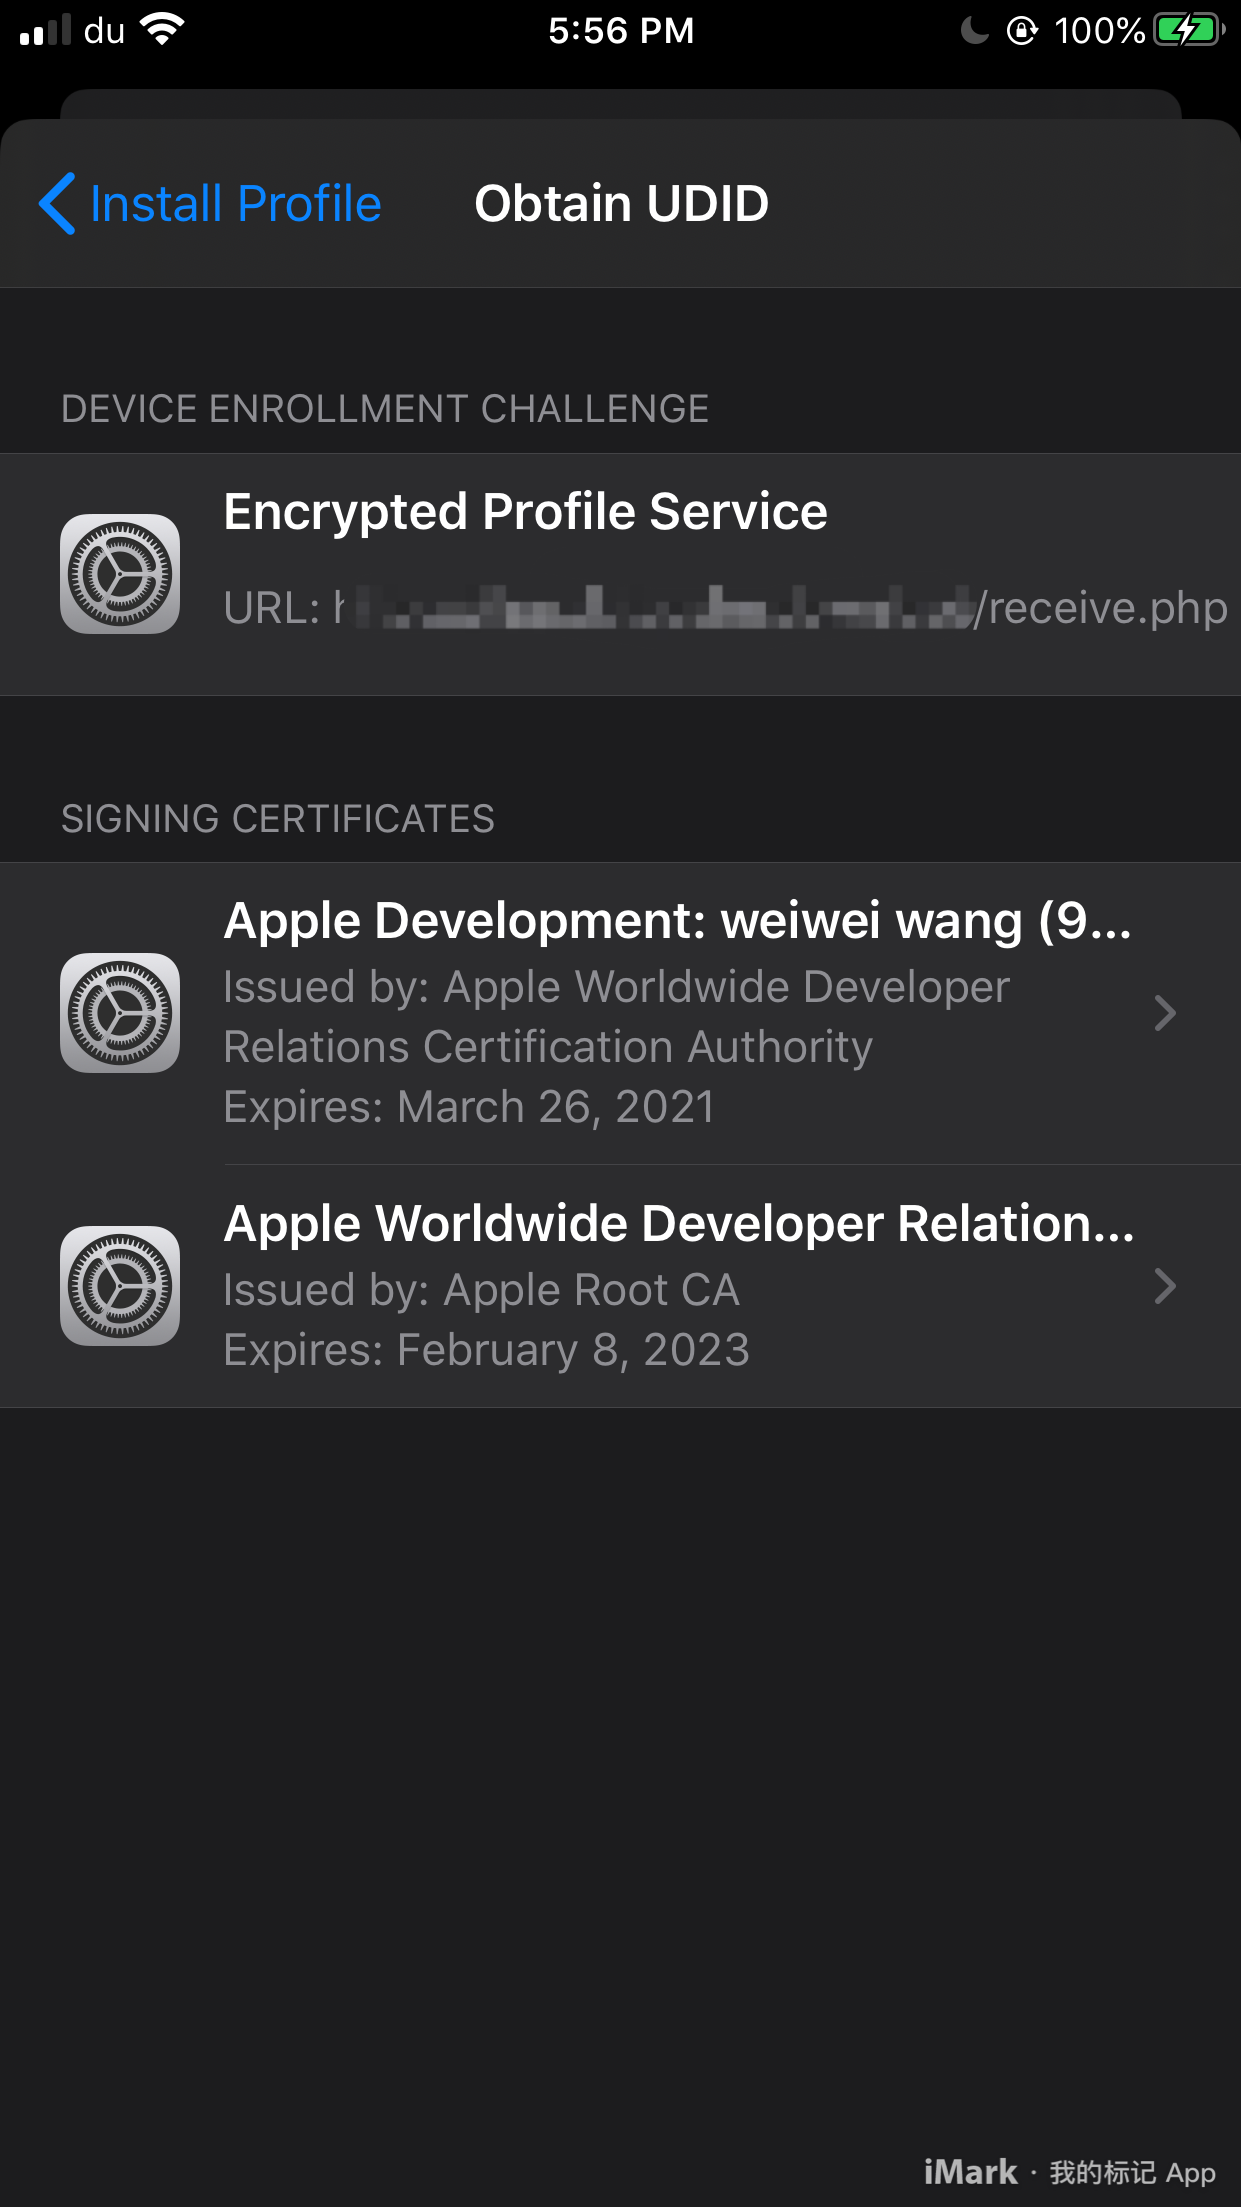 du
5:56 PM
100%
Install Profile
Obtain UDID
DEVICE ENROLLMENT CHALLENGE
Encrypted Profile Service
URL: /receive.php
SIGNING CERTIFICATES
Apple Development: weiwei wang (9...
Issued by: Apple Worldwide Developer
Relations Certification Authority
Expires: March 26, 2021
Apple Worldwide Developer Relation...
Issued by: Apple Root CA
Expires: February 8, 2023
iMark · 我的标记 App